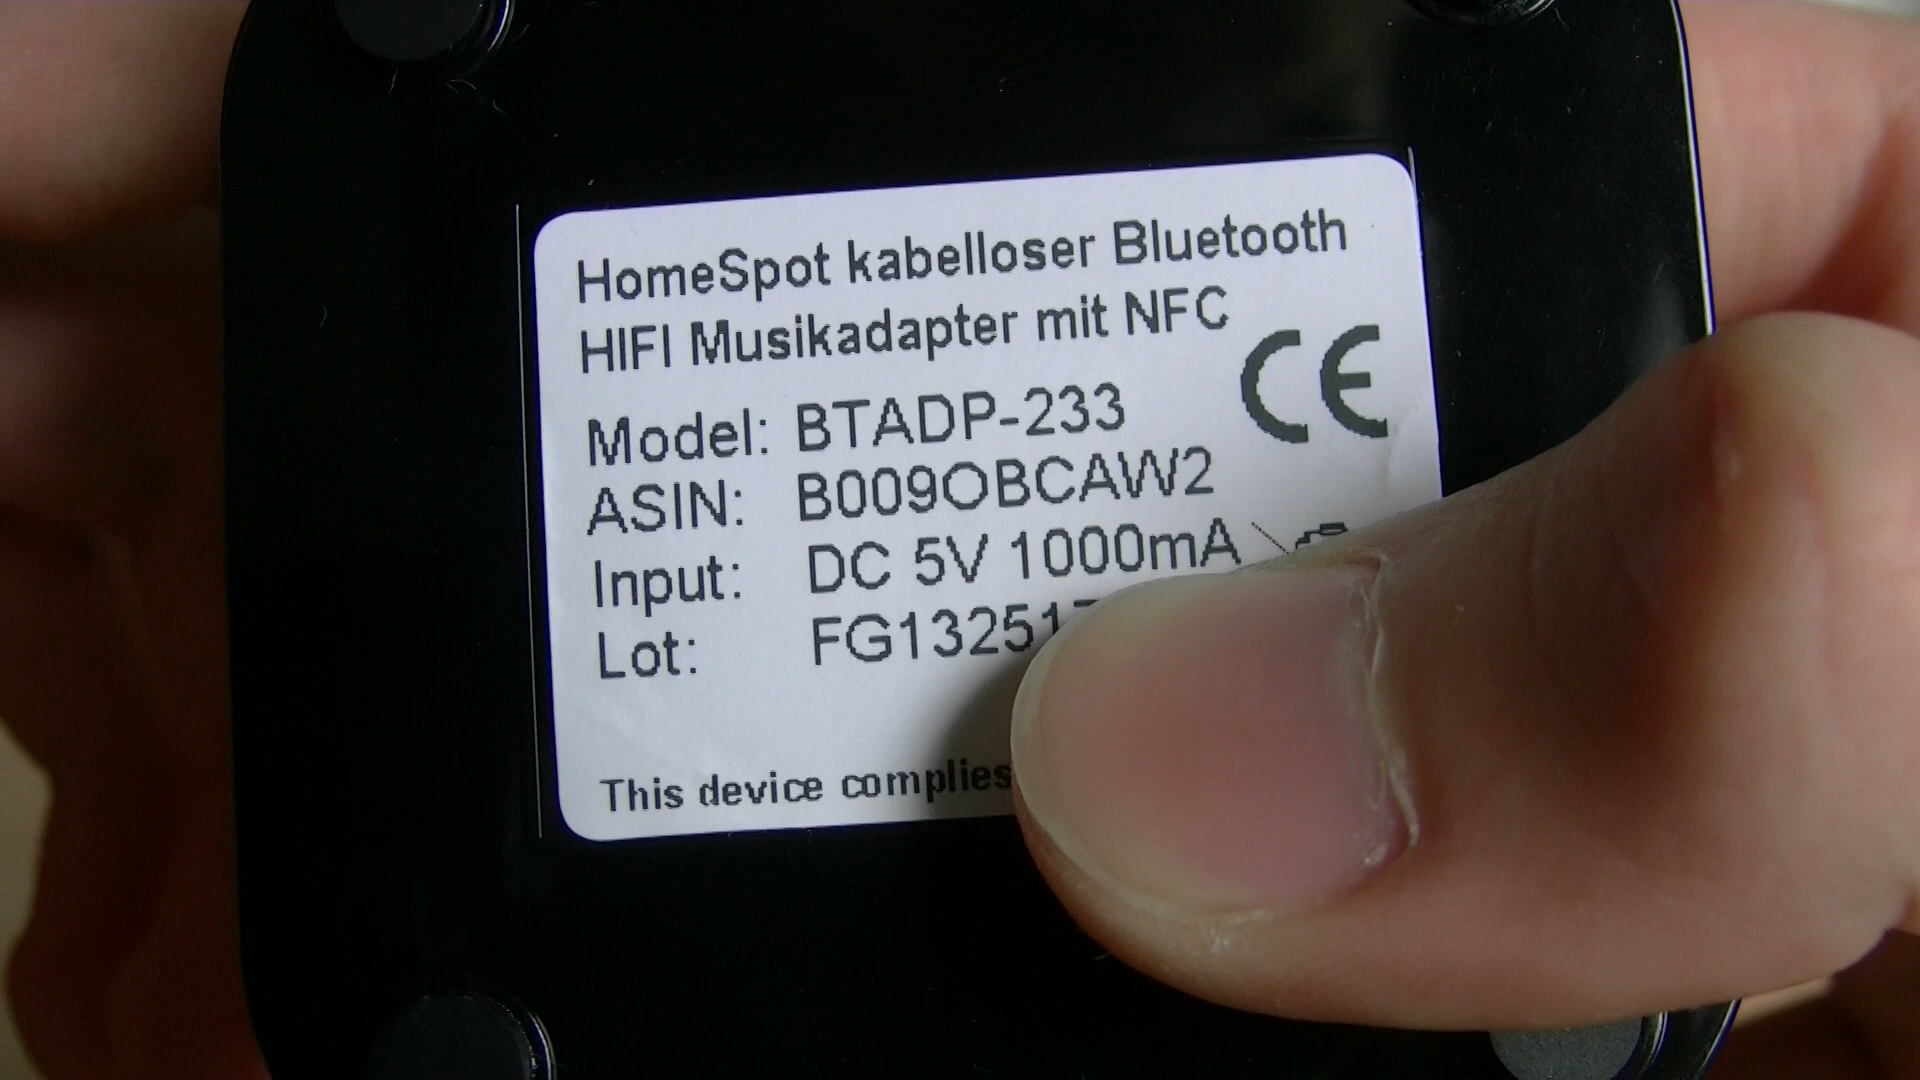 HomeSpot kabelloser Bluetooth
HIFI Musikadapter mit NFC
CE
Model: BTADP-233
ASIN: B009OBCAW2
Input: DC 5V 1000mA
Lot:
This device complies